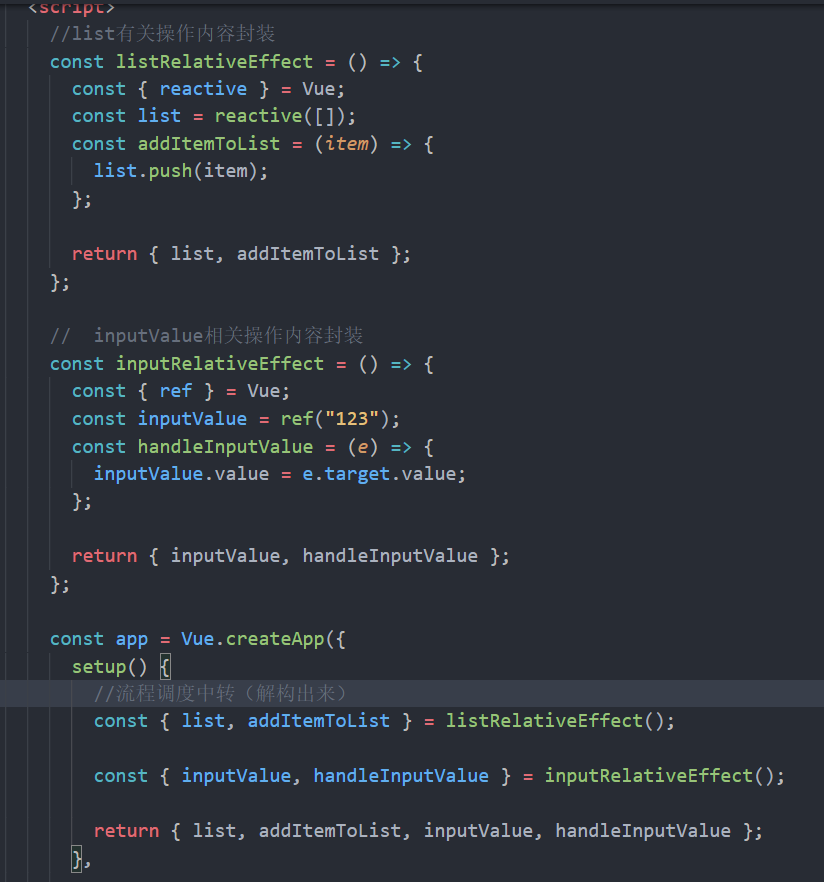 <script>
//list有关操作内容封装
const listRelativeEffect = () => {
const { reactive } = Vue;
const list = reactive([]);
const addItemToList = (item) => {
list.push(item);
};
return { list, addItemToList };
};
//  inputValue相关操作内容封装
const inputRelativeEffect = () => {
const { ref } = Vue;
const inputValue = ref("123");
const handleInputValue = (e) => {
inputValue.value = e.target.value;
};
return { inputValue, handleInputValue };
};
const app = Vue.createApp({
setup() {
//流程调度中转（解构出来）
const { list, addItemToList } = listRelativeEffect();
const { inputValue, handleInputValue } = inputRelativeEffect();
return { list, addItemToList, inputValue, handleInputValue };
},